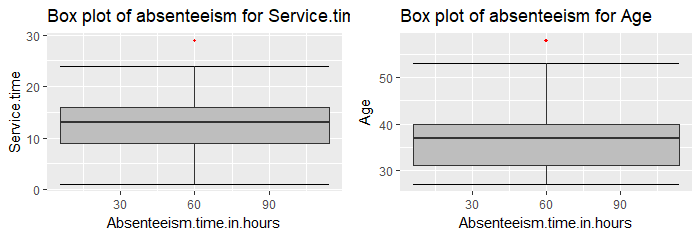 Box plot of absenteeism for Service.tin
30
20
10
0
Service.time
30 60 90
Absenteeism.time.in.hours
Box plot of absenteeism for Age
50
40
30
Age
30 60 90
Absenteeism.time.in.hours